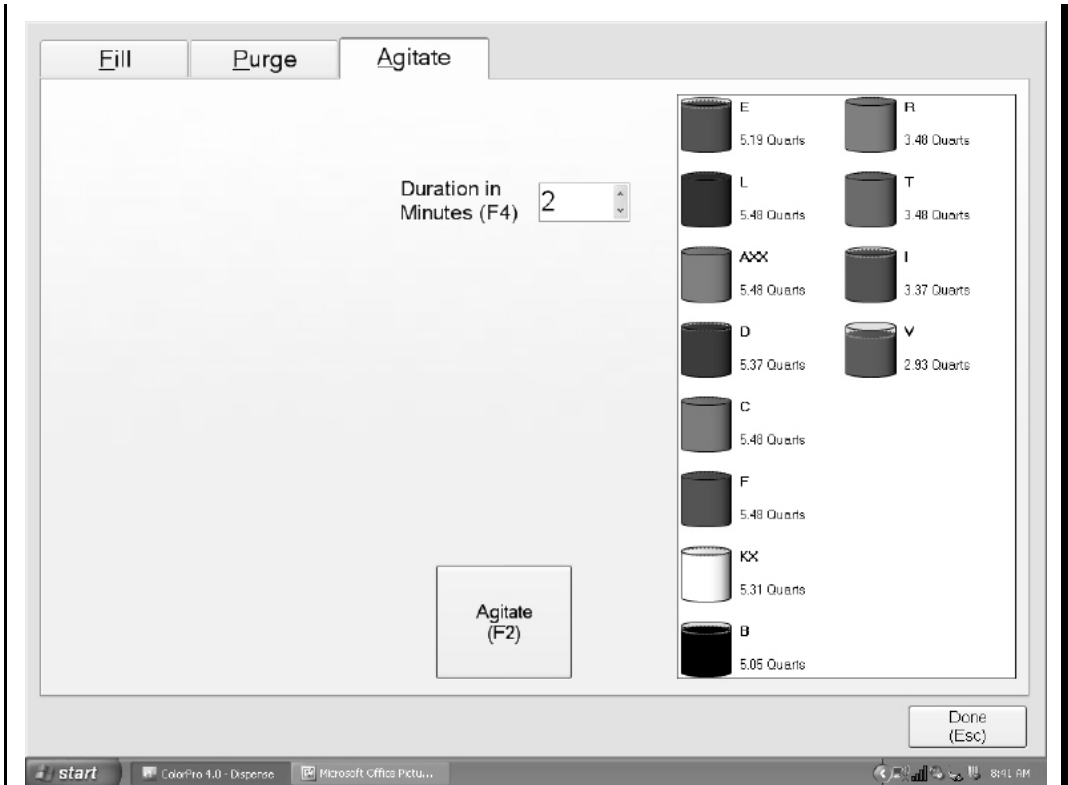 Fill
Purge
Agitate
Duration in
Minutes (F4)
2
E
5.19 Quarts
L
5.48 Quarts
AXX
5.48 Quarts
D
5.37 Quarts
C
5.48 Quarts
F
5.48 Quarts
KX
5.31 Quarts
B
5.05 Quarts
R
3.48 Quarts
T
3.48 Quarts
I
3.37 Quarts
V
2.93 Quarts
Agitate
(F2)
Done
(Esc)
start
ColorPro 4.0 - Dispense
Microsoft Office Pictu...
8:41 AM